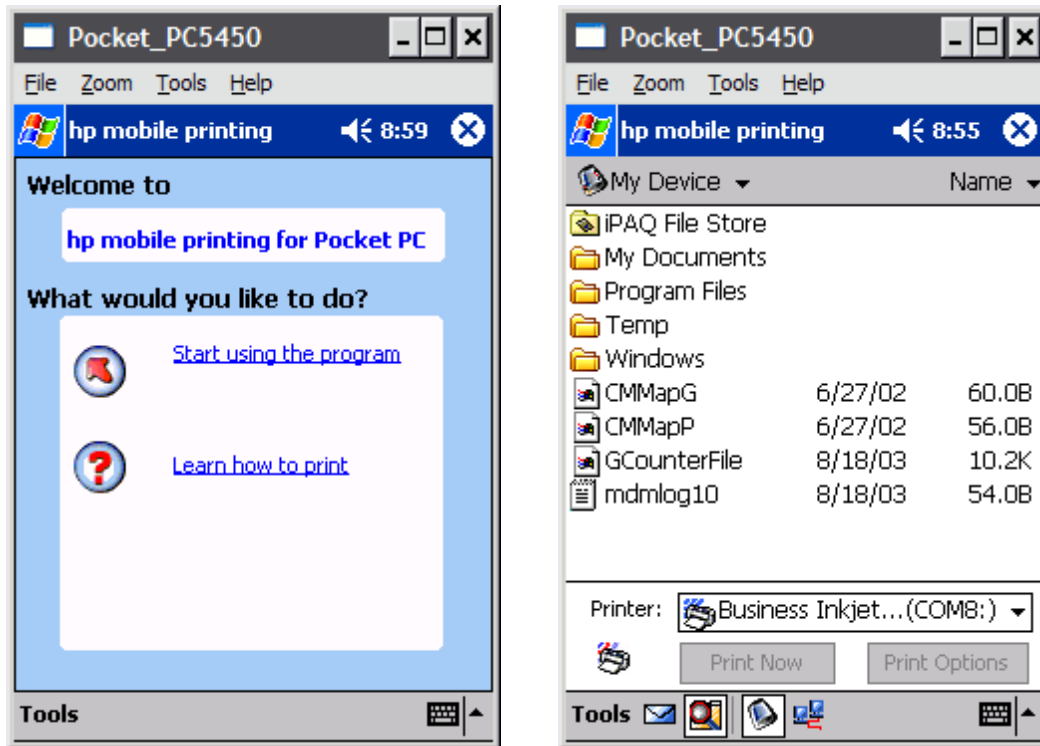 Pocket_PC5450
File Zoom Tools Help
hp mobile printing 8:59
Welcome to
hp mobile printing for Pocket PC
What would you like to do?
Start using the program
Learn how to print
Tools
Pocket_PC5450
File Zoom Tools Help
hp mobile printing 8:55
My Device Name
iPAQ File Store
My Documents
Program Files
Temp
Windows
CMMapG 6/27/02 60.0B
CMMapP 6/27/02 56.0B
GCounterFile 8/18/03 10.2K
mdmlog10 8/18/03 54.0B
Printer: Business Inkjet...(COM8:)
Print Now Print Options
Tools